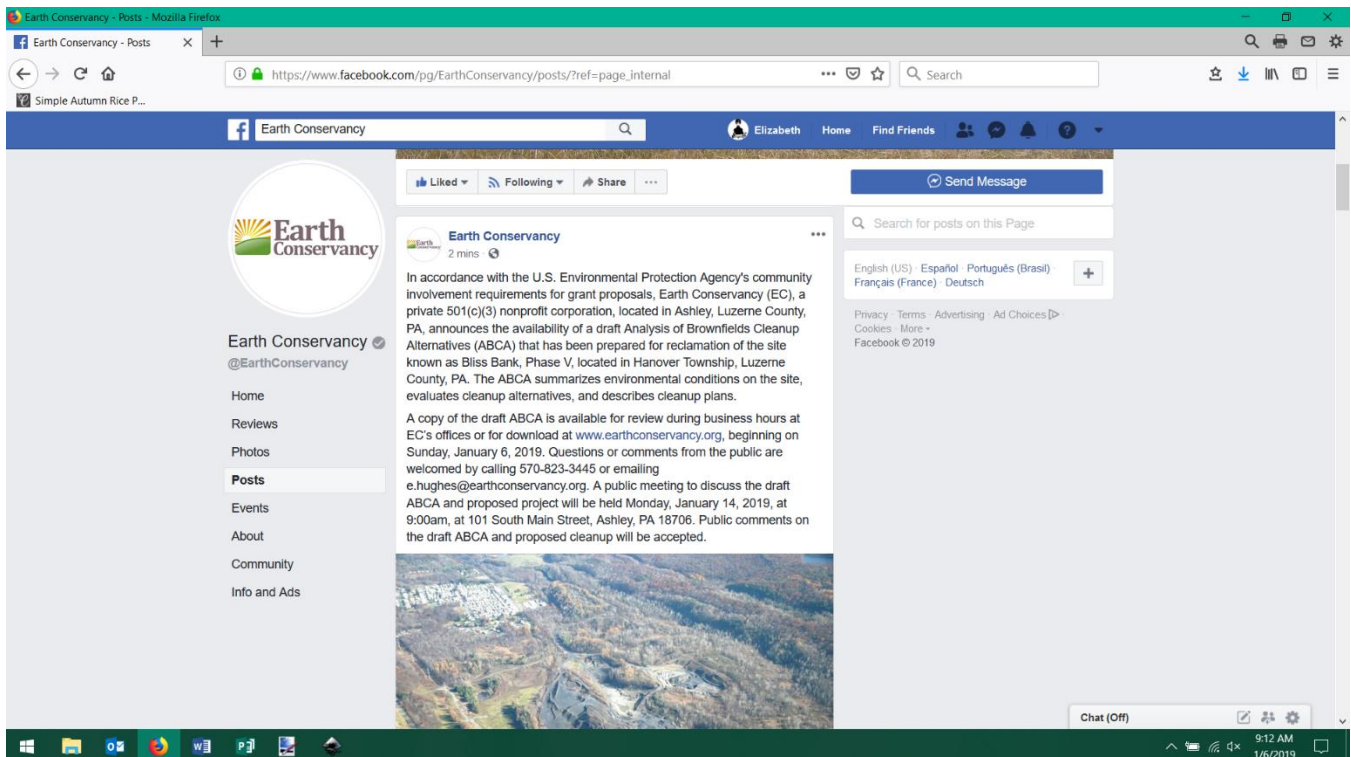 Earth Conservancy - Posts - Mozilla Firefox
Earth Conservancy - Posts
https://www.facebook.com/pg/EarthConservancy/posts/?ref=page_internal
Search
Simple Autumn Rice P...
Earth Conservancy
Elizabeth
Home
Find Friends
Liked
Following
Share
Send Message
Earth
Conservancy
Earth Conservancy
@EarthConservancy
Home
Reviews
Photos
Posts
Events
About
Community
Info and Ads
Earth Conservancy
2 mins ·
In accordance with the U.S. Environmental Protection Agency's community
involvement requirements for grant proposals, Earth Conservancy (EC), a
private 501(c)(3) nonprofit corporation, located in Ashley, Luzerne County,
PA, announces the availability of a draft Analysis of Brownfields Cleanup
Alternatives (ABCA) that has been prepared for reclamation of the site
known as Bliss Bank, Phase V, located in Hanover Township, Luzerne
County, PA. The ABCA summarizes environmental conditions on the site,
evaluates cleanup alternatives, and describes cleanup plans.
A copy of the draft ABCA is available for review during business hours at
EC's offices or for download at www.earthconservancy.org, beginning on
Sunday, January 6, 2019. Questions or comments from the public are
welcomed by calling 570-823-3445 or emailing
e.hughes@earthconservancy.org. A public meeting to discuss the draft
ABCA and proposed project will be held Monday, January 14, 2019, at
9:00am, at 101 South Main Street, Ashley, PA 18706. Public comments on
the draft ABCA and proposed cleanup will be accepted.
Search for posts on this Page
English (US) · Español · Português (Brasil) ·
Français (France) · Deutsch
Privacy · Terms · Advertising · Ad Choices ·
Cookies · More
Facebook © 2019
Chat (Off)
9:12 AM
1/6/2019